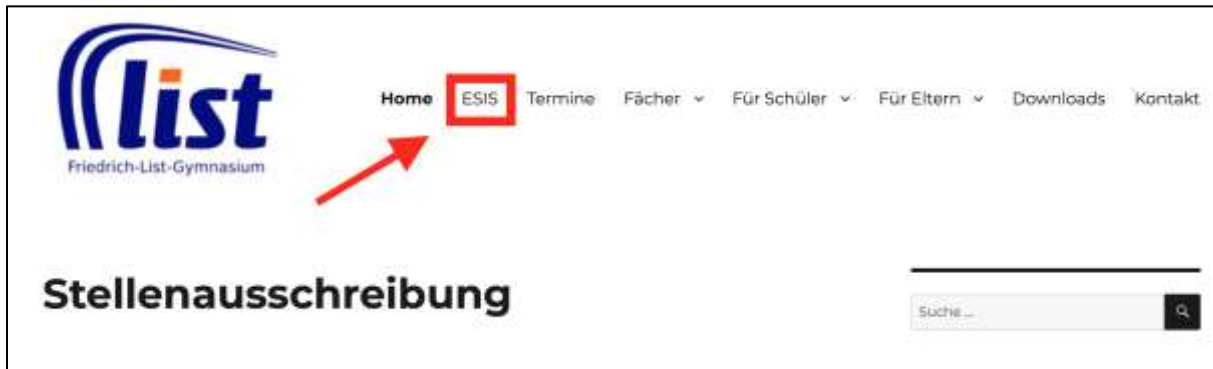 list
Friedrich-List-Gymnasium
Home ESIS Termine Fächer Für Schüler Für Eltern Downloads Kontakt
Stellenausschreibung
Suche …